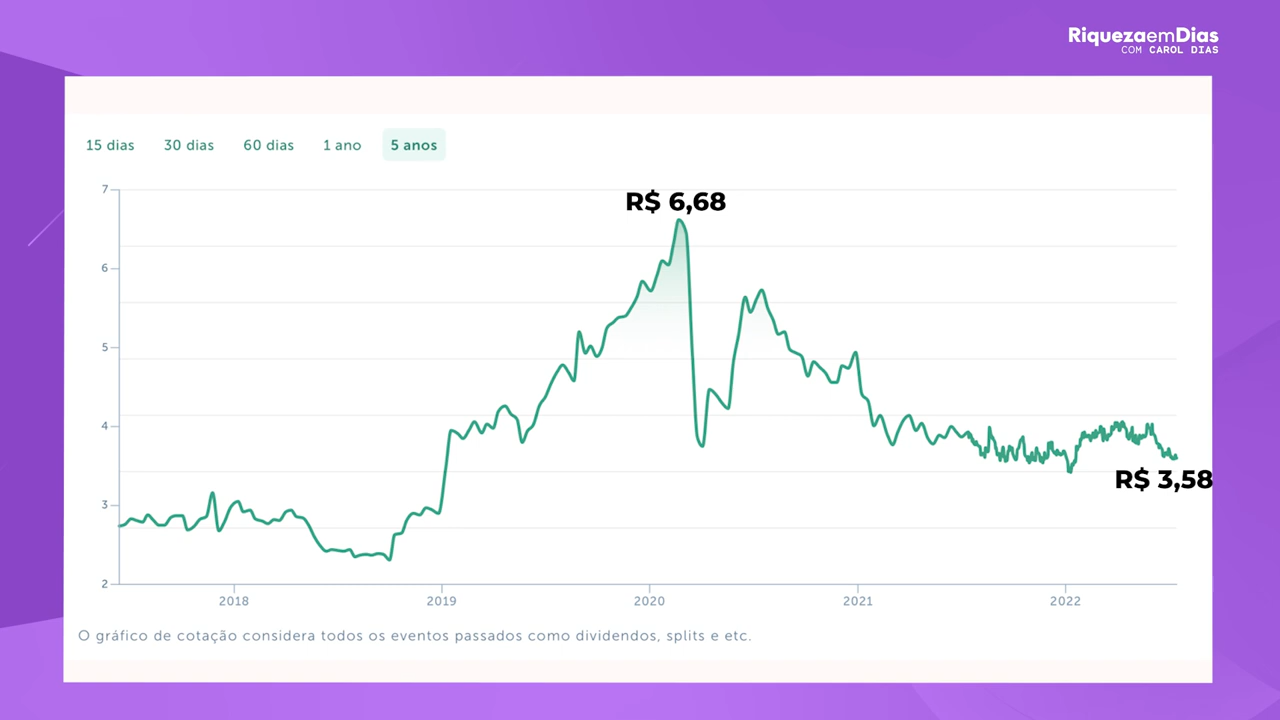 RiquezaemDias
COM CAROL DIAS
15 dias 30 dias 60 dias 1 ano 5 anos
R$ 6,68
7
6
5
4
3
2
R$ 3,58
2018 2019 2020 2021 2022
O gráfico de cotação considera todos os eventos passados como dividendos, splits e etc.